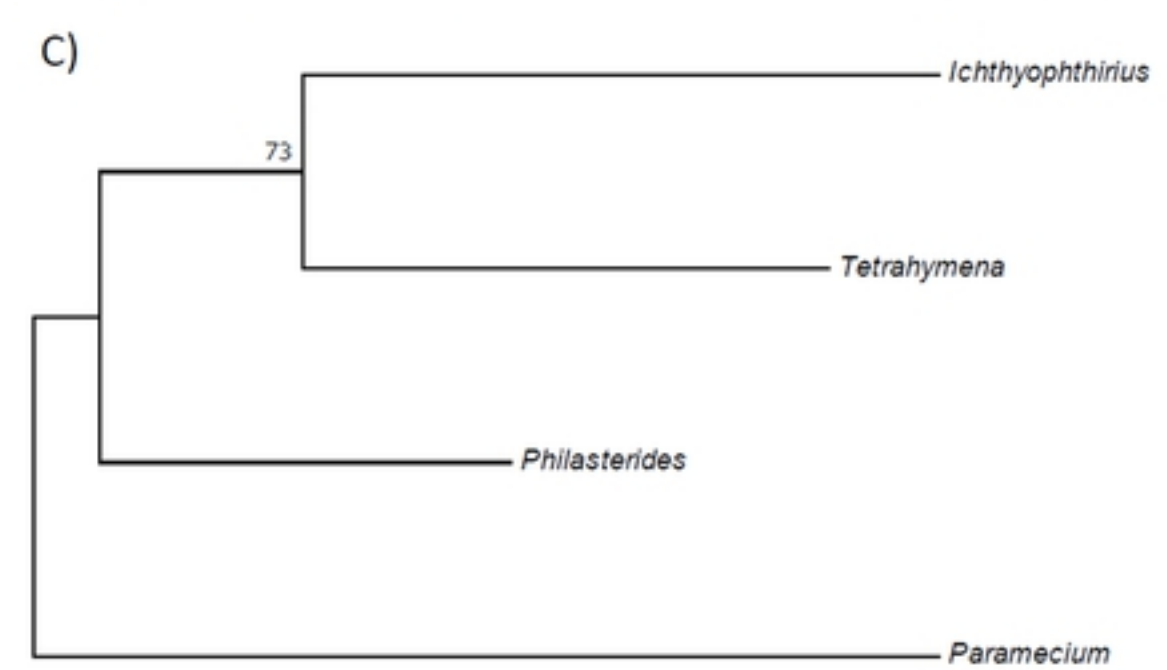 C)
Ichthyophthirius
73
Tetrahymena
Philasterides
Paramecium